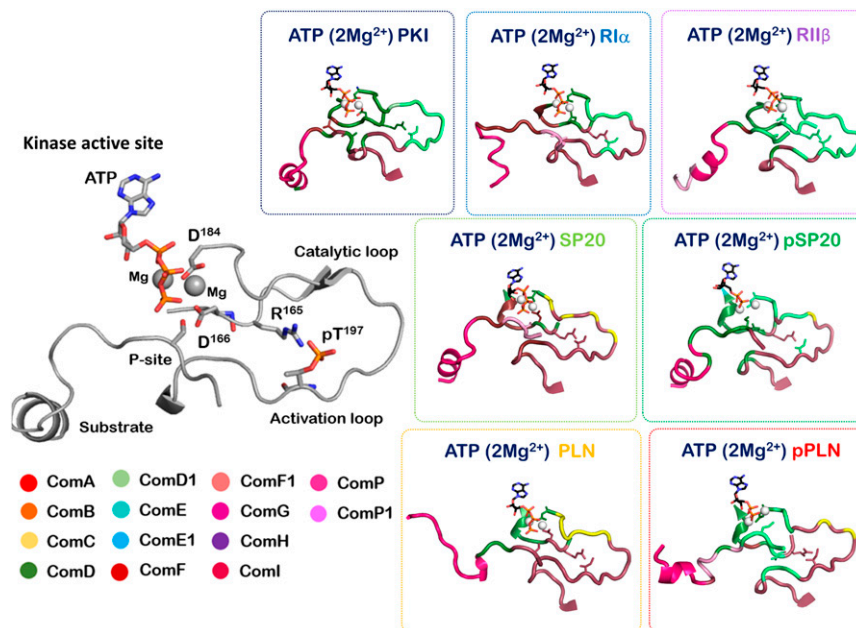 ATP (2Mg²⁺) PKI
ATP (2Mg²⁺) RIα
ATP (2Mg²⁺) RIIβ
Kinase active site
ATP
D¹⁸⁴
Mg
Mg
Catalytic loop
R¹⁶⁵
pT¹⁹⁷
D¹⁶⁶
P-site
Substrate
Activation loop
ATP (2Mg²⁺) SP20
ATP (2Mg²⁺) pSP20
ATP (2Mg²⁺) PLN
ATP (2Mg²⁺) pPLN
ComA
ComB
ComC
ComD
ComD1
ComE
ComE1
ComF
ComF1
ComG
ComH
ComI
ComP
ComP1